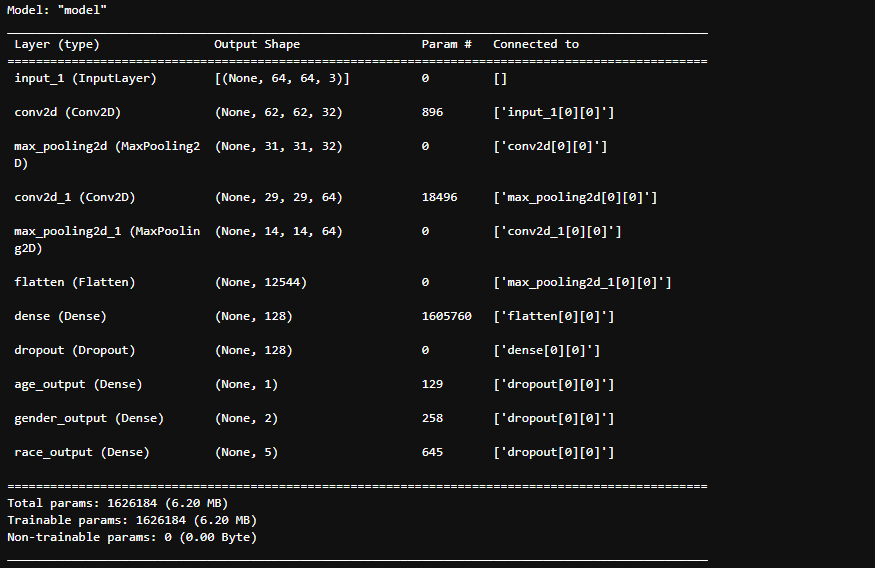 Model: "model"
_________________________________________________________________________________________________
Layer (type) Output Shape Param # Connected to
=================================================================================================
input_1 (InputLayer) [(None, 64, 64, 3)] 0 []
conv2d (Conv2D) (None, 62, 62, 32) 896 ['input_1[0][0]']
max_pooling2d (MaxPooling2 (None, 31, 31, 32) 0 ['conv2d[0][0]']
D)
conv2d_1 (Conv2D) (None, 29, 29, 64) 18496 ['max_pooling2d[0][0]']
max_pooling2d_1 (MaxPoolin (None, 14, 14, 64) 0 ['conv2d_1[0][0]']
g2D)
flatten (Flatten) (None, 12544) 0 ['max_pooling2d_1[0][0]']
dense (Dense) (None, 128) 1605760 ['flatten[0][0]']
dropout (Dropout) (None, 128) 0 ['dense[0][0]']
age_output (Dense) (None, 1) 129 ['dropout[0][0]']
gender_output (Dense) (None, 2) 258 ['dropout[0][0]']
race_output (Dense) (None, 5) 645 ['dropout[0][0]']
=================================================================================================
Total params: 1626184 (6.20 MB)
Trainable params: 1626184 (6.20 MB)
Non-trainable params: 0 (0.00 Byte)
_________________________________________________________________________________________________